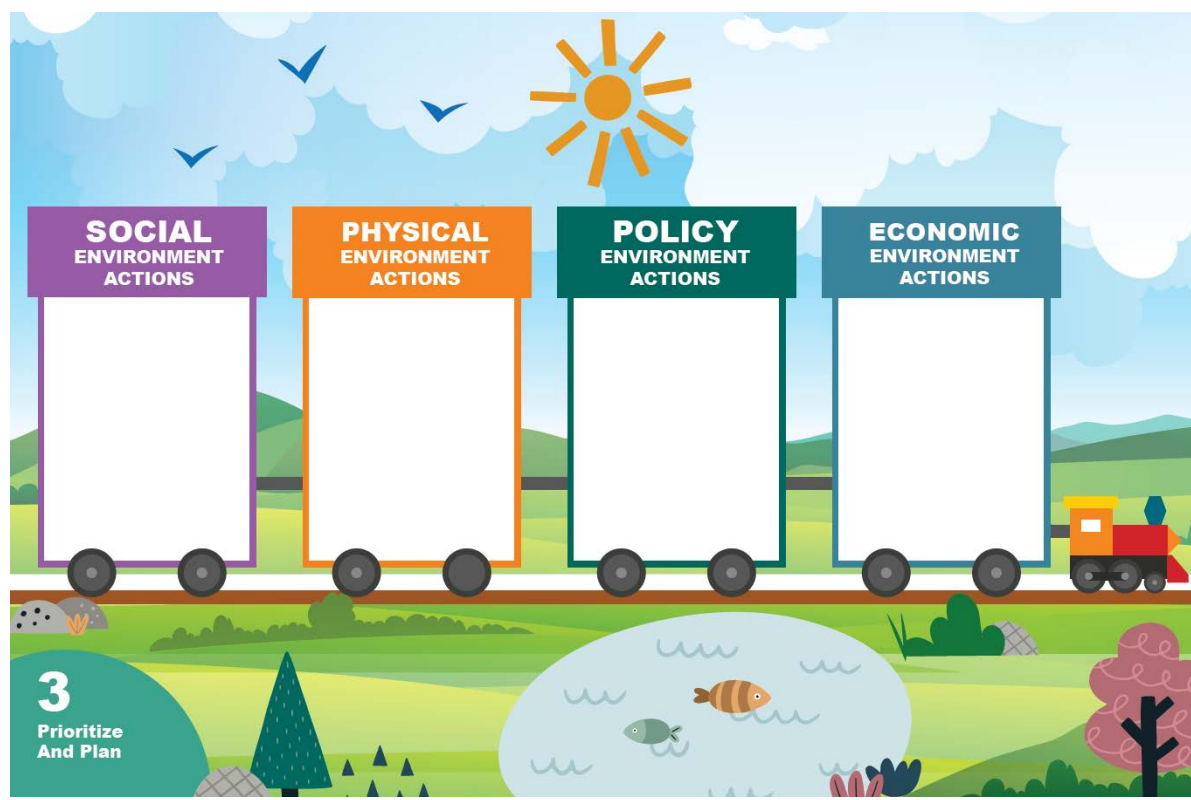 SOCIAL
ENVIRONMENT
ACTIONS
PHYSICAL
ENVIRONMENT
ACTIONS
POLICY
ENVIRONMENT
ACTIONS
ECONOMIC
ENVIRONMENT
ACTIONS
3
Prioritize
And Plan